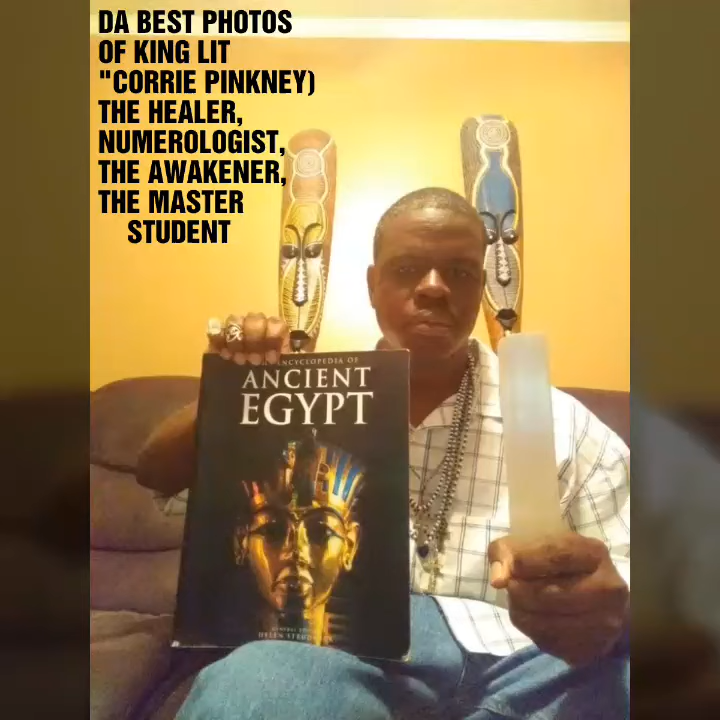 DA BEST PHOTOS
OF KING LIT
"CORRIE PINKNEY)
THE HEALER,
NUMEROLOGIST,
THE AWAKENER,
THE MASTER
STUDENT
ENCYCLOPEDIA OF
ANCIENT
EGYPT
HELEN